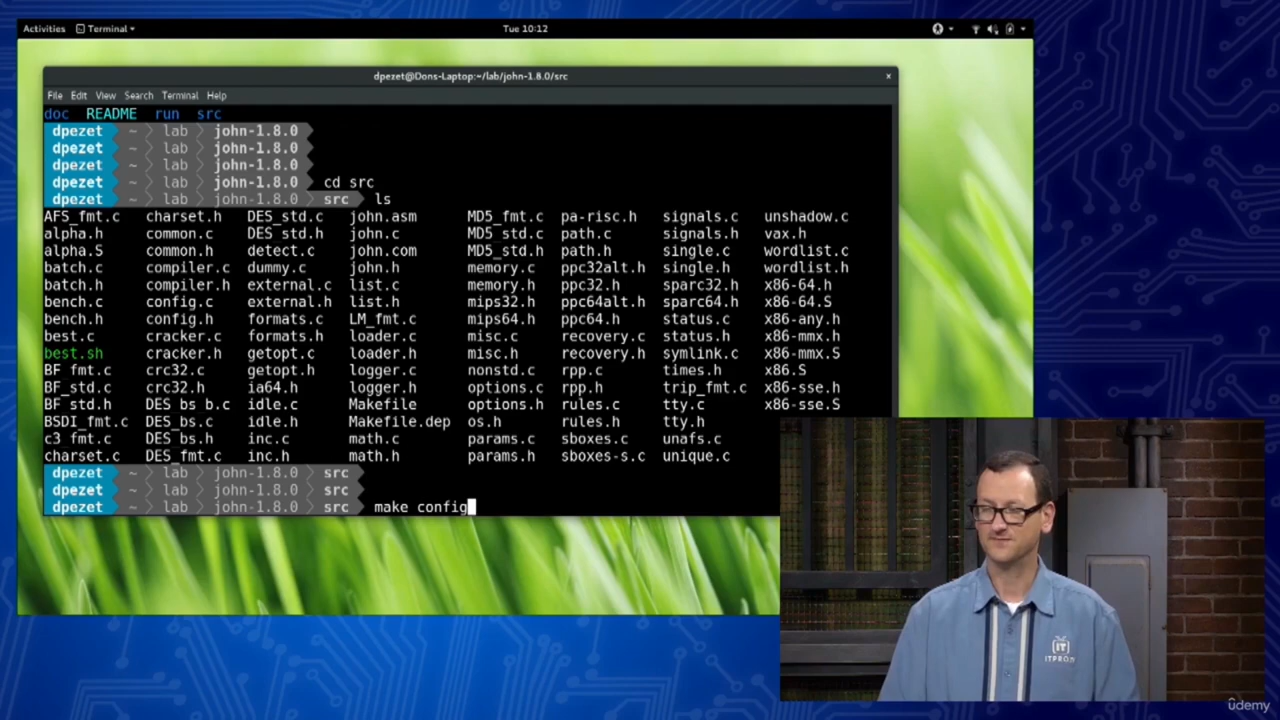 Activities Terminal Tue 10:12
dpezet@Dons-Laptop:~/lab/john-1.8.0/src ×
File Edit View Search Terminal Help
doc README run src
dpezet ~ lab john-1.8.0
dpezet ~ lab john-1.8.0
dpezet ~ lab john-1.8.0
dpezet ~ lab john-1.8.0 cd src
dpezet ~ lab john-1.8.0 src ls
AFS_fmt.c charset.h DES_std.c john.asm MD5_fmt.c pa-risc.h signals.c unshadow.c
alpha.h common.c DES_std.h john.c MD5_std.c path.c signals.h vax.h
alpha.S common.h detect.c john.com MD5_std.h path.h single.c wordlist.c
batch.c compiler.c dummy.c john.h memory.c ppc32alt.h single.h wordlist.h
batch.h compiler.h external.c list.c memory.h ppc32.h sparc32.h x86-64.h
bench.c config.c external.h list.h mips32.h ppc64alt.h sparc64.h x86-64.S
bench.h config.h formats.c LM_fmt.c mips64.h ppc64.h status.c x86-any.h
best.c cracker.c formats.h loader.c misc.c recovery.c status.h x86-mmx.h
best.sh cracker.h getopt.c loader.h misc.h recovery.h symlink.c x86-mmx.S
BF_fmt.c crc32.c getopt.h logger.c nonstd.c rpp.c times.h x86.S
BF_std.c crc32.h ia64.h logger.h options.c rpp.h trip_fmt.c x86-sse.h
BF_std.h DES_bs_b.c idle.c Makefile options.h rules.c tty.c x86-sse.S
BSDI_fmt.c DES_bs.c idle.h Makefile.dep os.h rules.h tty.h
c3_fmt.c DES_bs.h inc.c math.c params.c sboxes.c unafs.c
charset.c DES_fmt.c inc.h math.h params.h sboxes-s.c unique.c
dpezet ~ lab john-1.8.0 src
dpezet ~ lab john-1.8.0 src
dpezet ~ lab john-1.8.0 src make config
IT
ITPRO
udemy